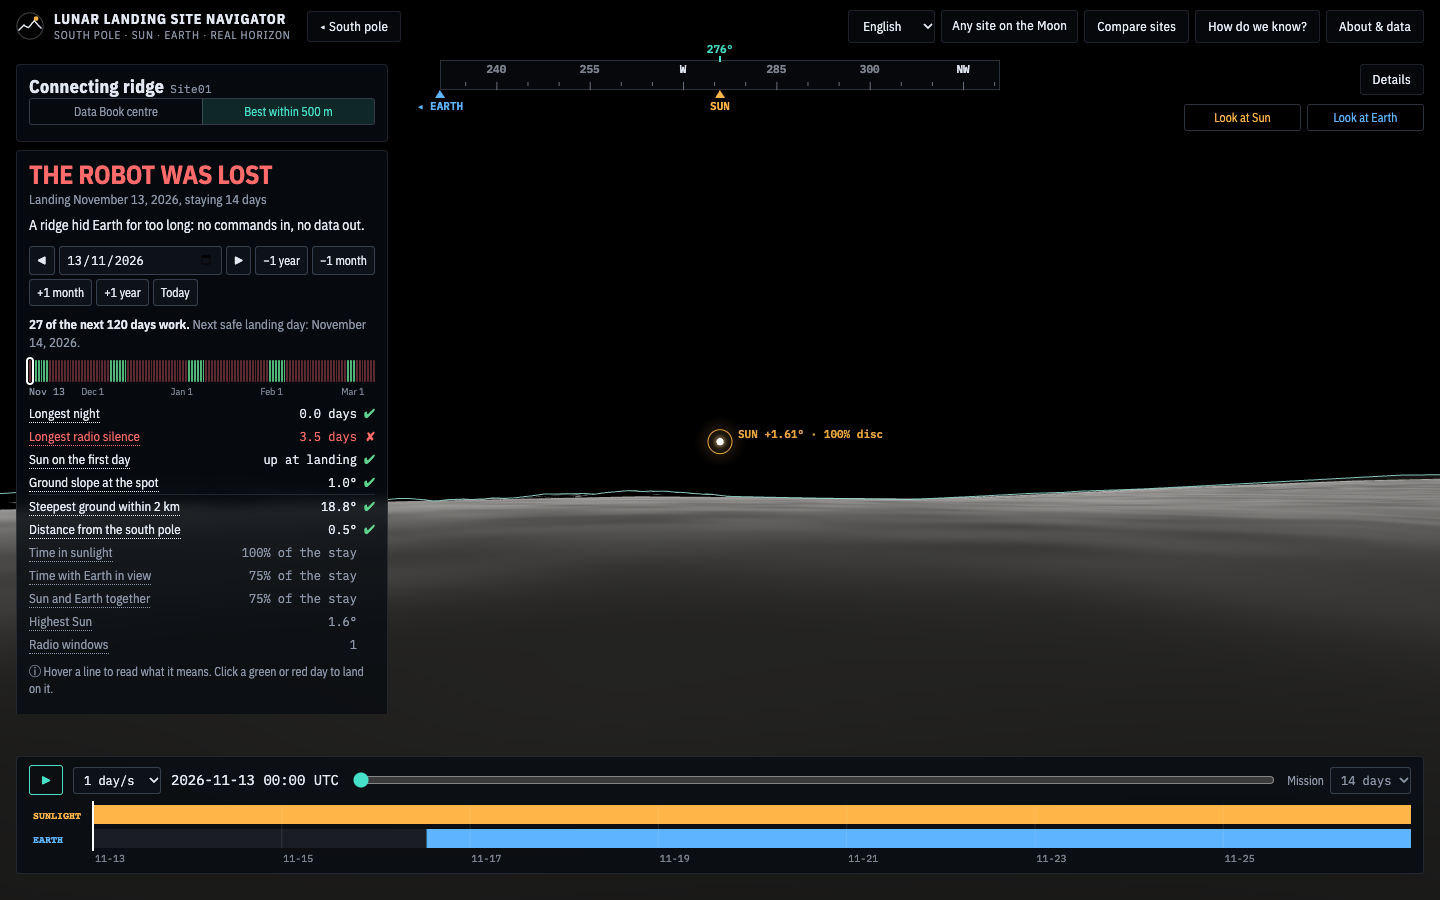 LUNAR LANDING SITE NAVIGATOR
SOUTH POLE · SUN · EARTH · REAL HORIZON
◂ South pole
English
Any site on the Moon
Compare sites
How do we know?
About & data
276°
240 255 W 285 300 NW
◂ EARTH
SUN
Details
Look at Sun
Look at Earth
Connecting ridge Site01
Data Book centre
Best within 500 m
THE ROBOT WAS LOST
Landing November 13, 2026, staying 14 days
A ridge hid Earth for too long: no commands in, no data out.
◀ 13/11/2026 ▶ −1 year −1 month
+1 month +1 year Today
27 of the next 120 days work. Next safe landing day: November
14, 2026.
Nov 13 Dec 1 Jan 1 Feb 1 Mar 1
Longest night 0.0 days ✔
Longest radio silence 3.5 days ✘
Sun on the first day up at landing ✔
Ground slope at the spot 1.0° ✔
Steepest ground within 2 km 18.8° ✔
Distance from the south pole 0.5° ✔
Time in sunlight 100% of the stay
Time with Earth in view 75% of the stay
Sun and Earth together 75% of the stay
Highest Sun 1.6°
Radio windows 1
ⓘ Hover a line to read what it means. Click a green or red day to land
on it.
SUN +1.61° · 100% disc
▶ 1 day/s 2026-11-13 00:00 UTC Mission 14 days
SUNLIGHT
EARTH
11-13 11-15 11-17 11-19 11-21 11-23 11-25